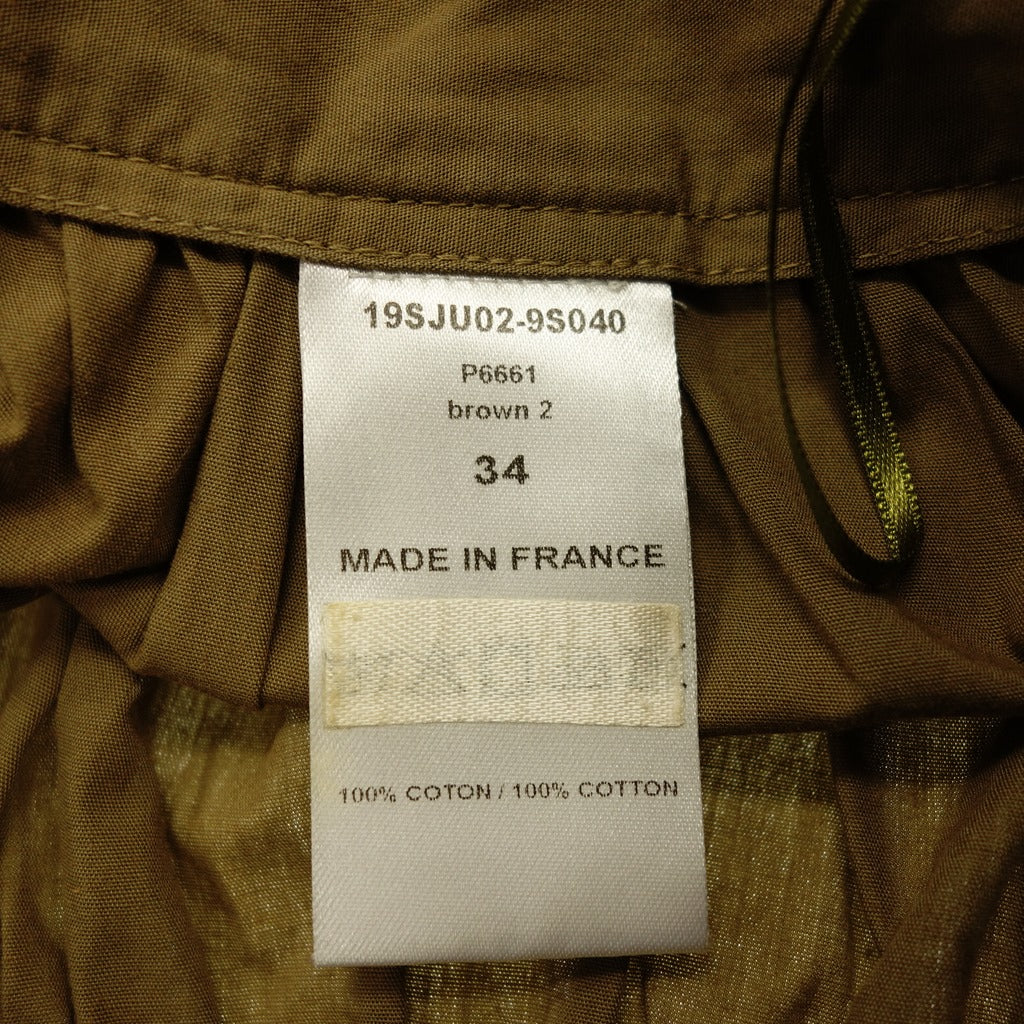 19SJU02-9S040
P6661
brown 2
34
MADE IN FRANCE
100% COTON / 100% COTTON